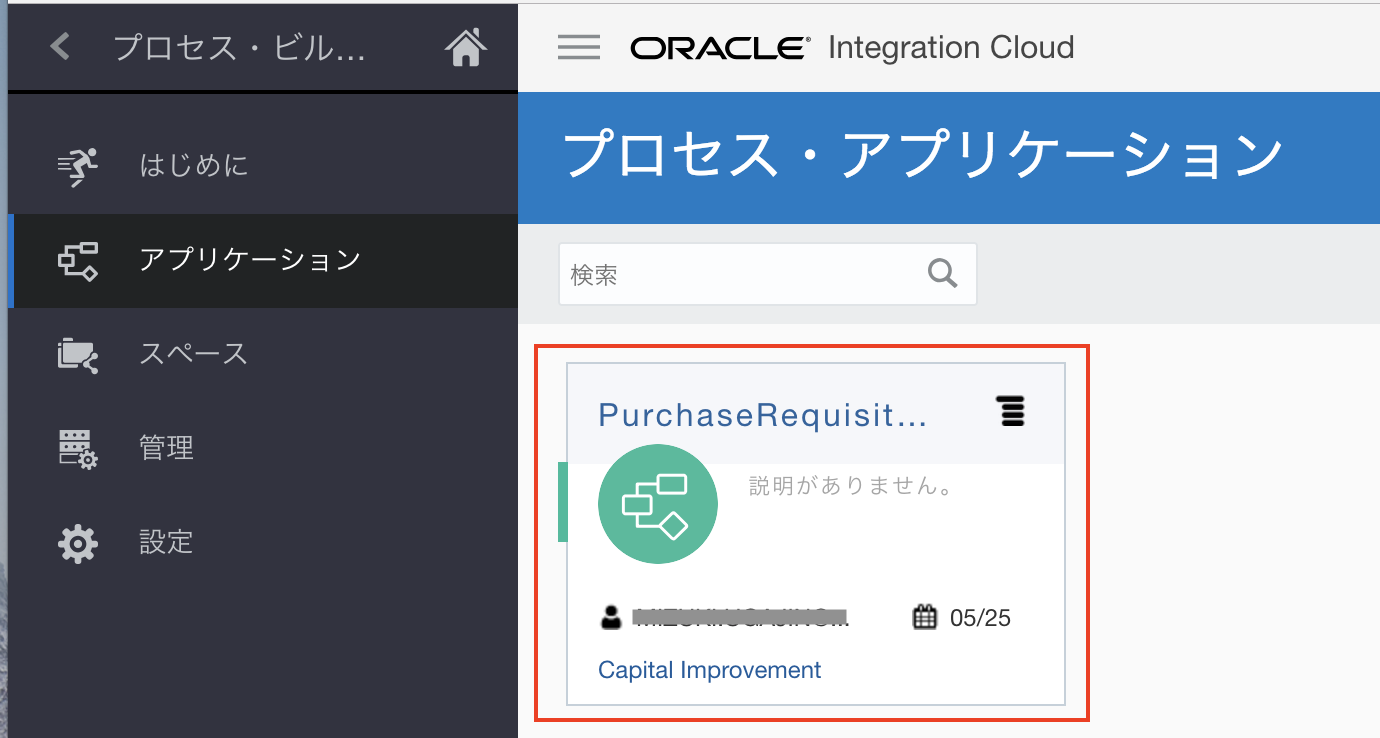 プロセス・ビル...
はじめに
アプリケーション
スペース
管理
設定
ORACLE® Integration Cloud
プロセス・アプリケーション
検索
PurchaseRequisit...
説明がありません。
05/25
Capital Improvement